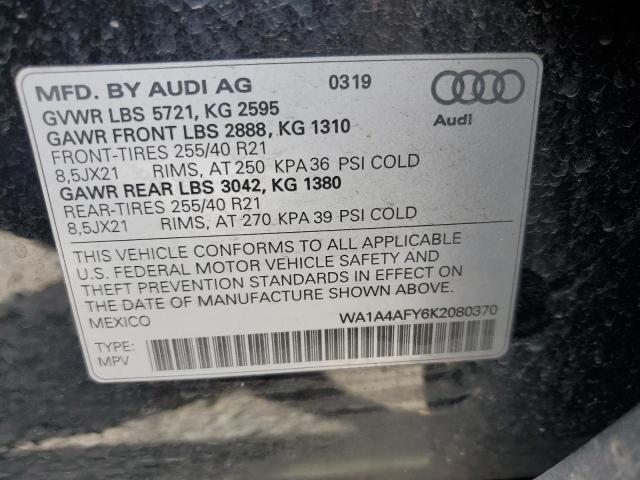 MFD. BY AUDI AG 0319
GVWR LBS 5721, KG 2595
GAWR FRONT LBS 2888, KG 1310
Audi
FRONT-TIRES 255/40 R21
8,5JX21 RIMS, AT 250 KPA 36 PSI COLD
GAWR REAR LBS 3042, KG 1380
REAR-TIRES 255/40 R21
8,5JX21 RIMS, AT 270 KPA 39 PSI COLD
THIS VEHICLE CONFORMS TO ALL APPLICABLE
U.S. FEDERAL MOTOR VEHICLE SAFETY AND
THEFT PREVENTION STANDARDS IN EFFECT ON
THE DATE OF MANUFACTURE SHOWN ABOVE.
MEXICO WA1A4AFY6K2080370
TYPE:
MPV